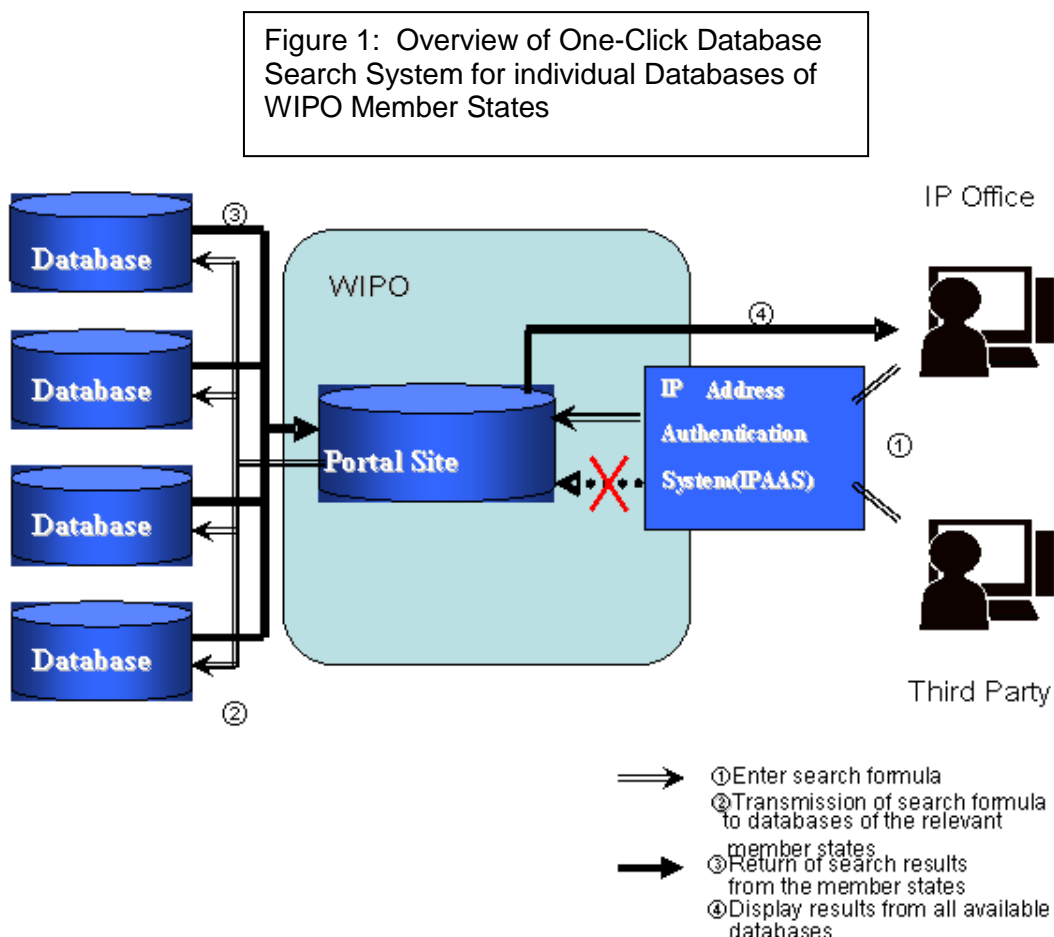 Figure 1:  Overview of One-Click Database
Search System for individual Databases of
WIPO Member States
③
IP Office
Database
WIPO
④
Database
IP Address
Authentication
System(IPAAS)
①
Portal Site
Database
Database
②
Third Party
①Enter search formula
②Transmission of search formula
to databases of the relevant
member states
③Return of search results
from the member states
④Display results from all available
databases